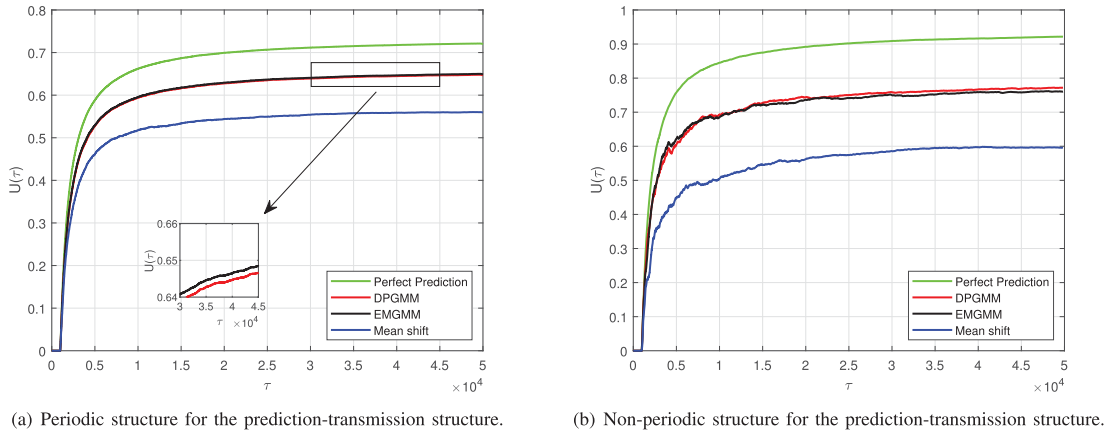 0.8
0.7
0.6
0.5
0.4
0.3
0.2
0.1
0
U(τ)
0 0.5 1 1.5 2 2.5 3 3.5 4 4.5 5
τ
×10⁴
0.66
0.65
0.64
U(τ)
3 3.5 4 4.5
τ ×10⁴
Perfect Prediction
DPGMM
EMGMM
Mean shift
(a) Periodic structure for the prediction-transmission structure.
1
0.9
0.8
0.7
0.6
0.5
0.4
0.3
0.2
0.1
0
U(τ)
0 0.5 1 1.5 2 2.5 3 3.5 4 4.5 5
τ
×10⁴
Perfect Prediction
DPGMM
EMGMM
Mean shift
(b) Non-periodic structure for the prediction-transmission structure.